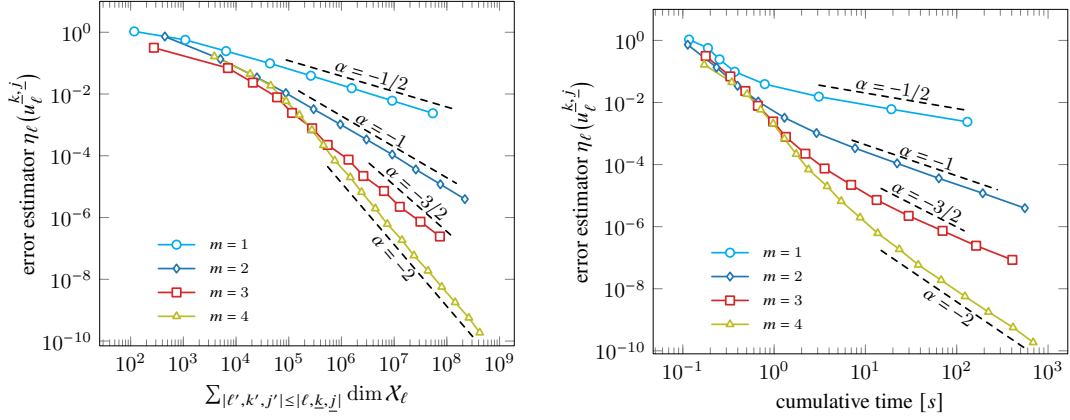 10^0
10^−2
10^−4
10^−6
10^−8
10^−10
error estimator η_ℓ(u_ℓ^{k,j})
α = −1/2
α = −1
α = −3/2
α = −2
m = 1
m = 2
m = 3
m = 4
10^2 10^3 10^4 10^5 10^6 10^7 10^8 10^9
∑_{|ℓ′,k′,j′|≤|ℓ,k,j|} dim X_ℓ
10^0
10^−2
10^−4
10^−6
10^−8
10^−10
error estimator η_ℓ(u_ℓ^{k,j})
α = −1/2
α = −1
α = −3/2
α = −2
m = 1
m = 2
m = 3
m = 4
10^−1 10^0 10^1 10^2 10^3
cumulative time [s]